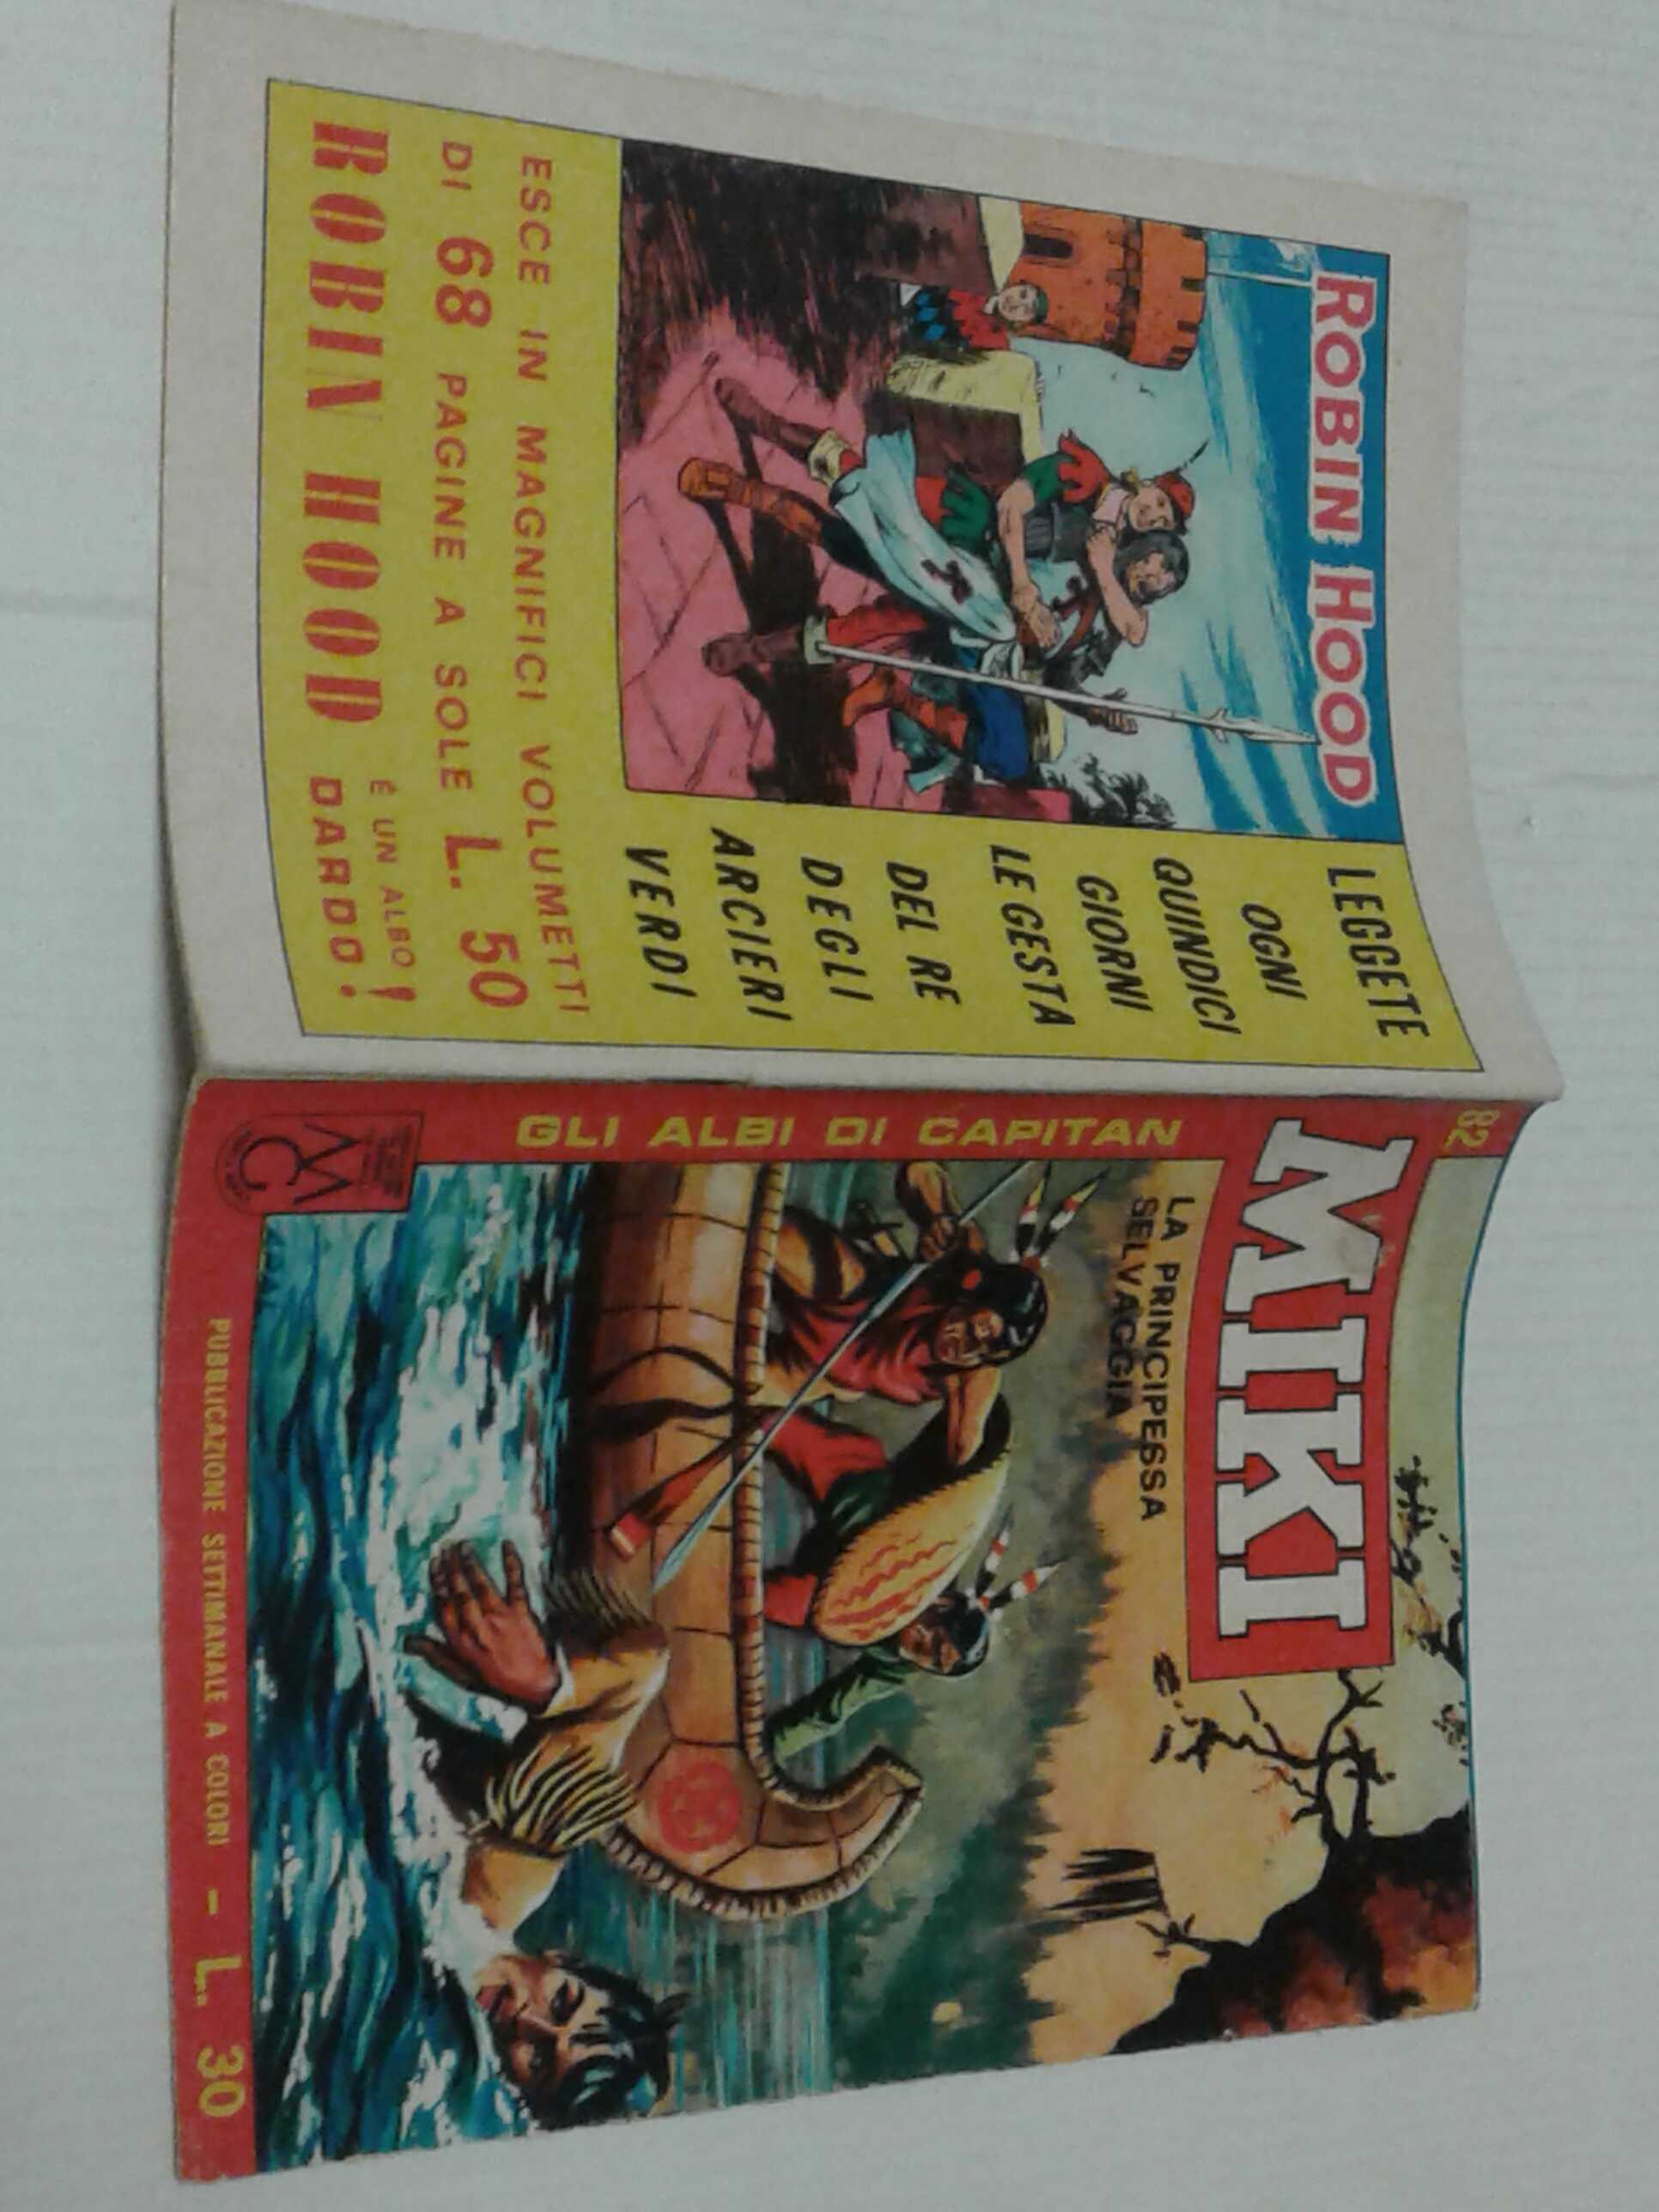 ROBIN HOOD
LEGGETE
OGNI
QUINDICI
GIORNI
LE GESTA
DEL RE
DEGLI
ARCIERI
VERDI
ESCE IN MAGNIFICI VOLUMETTI
DI 68 PAGINE A SOLE L. 50
ROBIN HOOD È UN ALBO
DARDO!
82
GLI ALBI DI CAPITAN
MIKI
LA PRINCIPESSA
SELVAGGIA
PUBBLICAZIONE SETTIMANALE A COLORI - L. 30